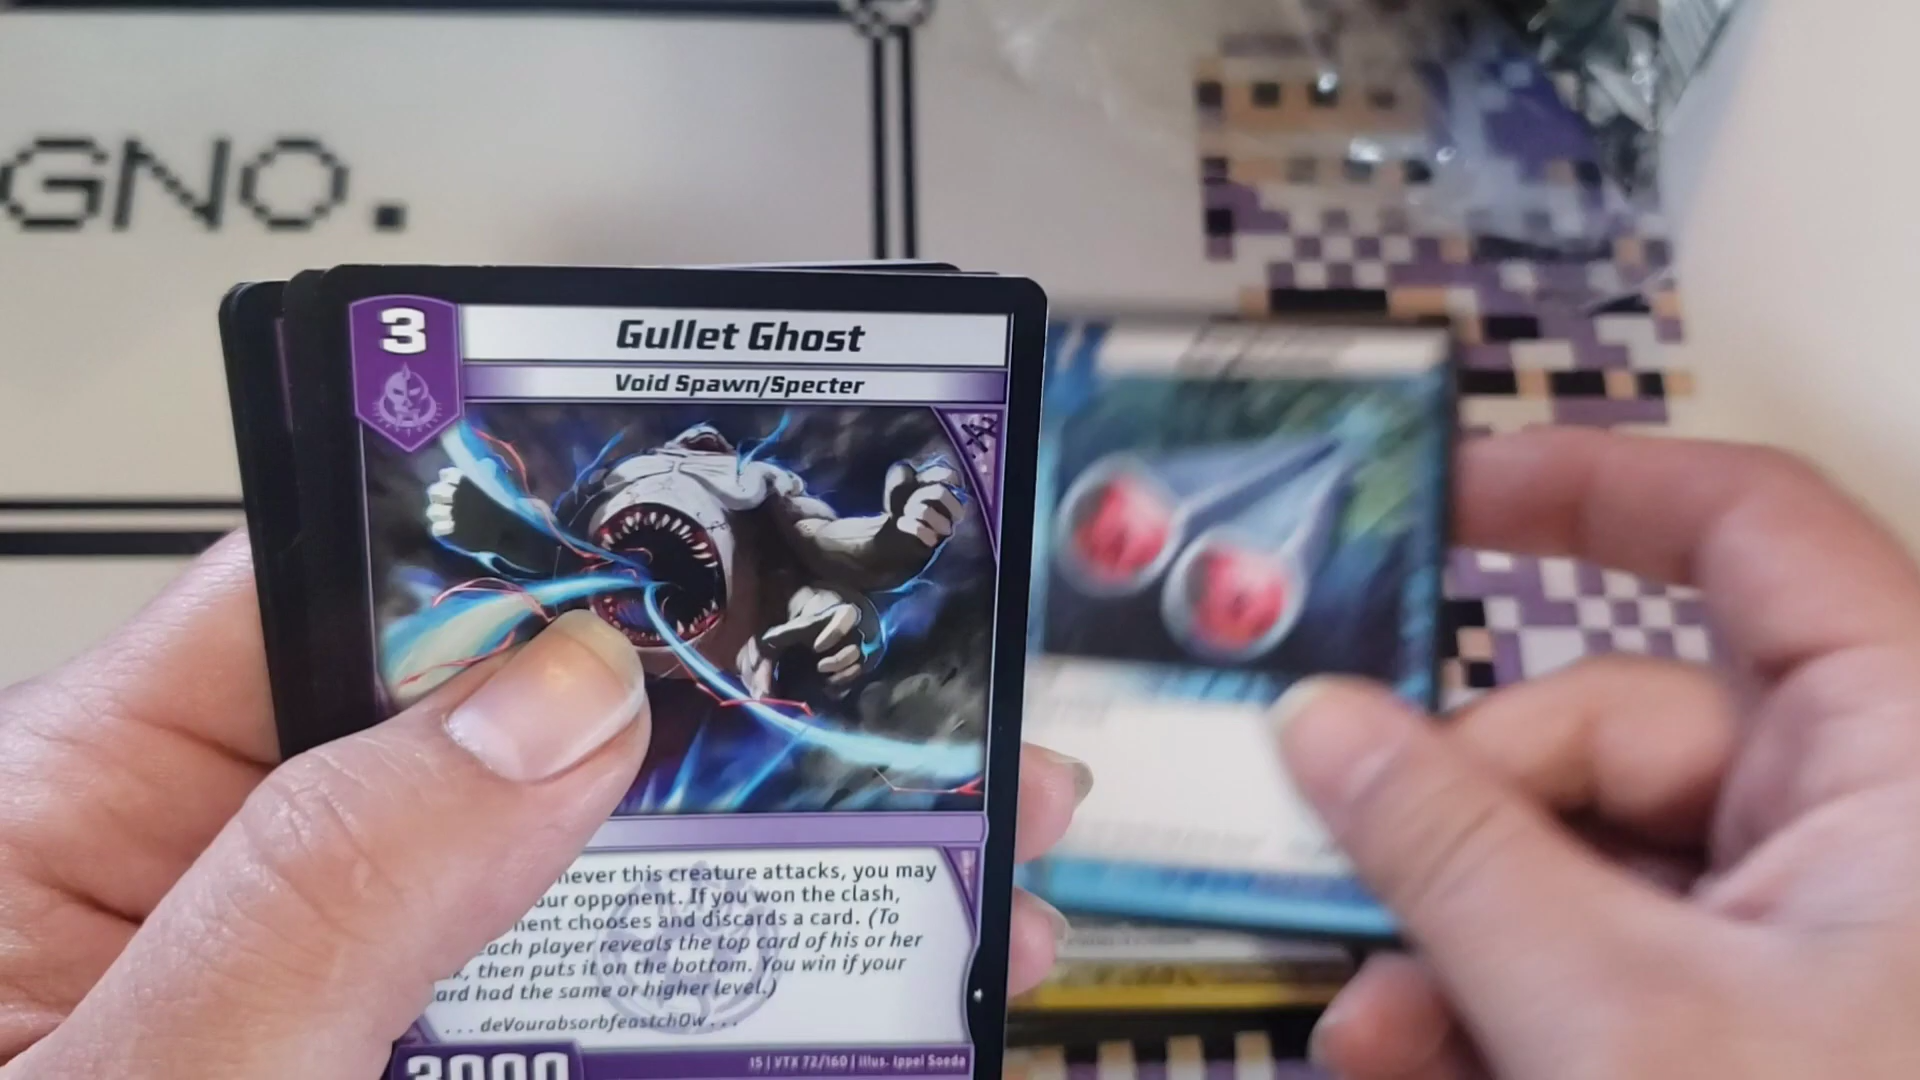 GNO.
3
Gullet Ghost
Void Spawn/Specter
never this creature attacks, you may
our opponent. If you won the clash,
nent chooses and discards a card. (To
each player reveals the top card of his or her
k, then puts it on the bottom. You win if your
ard had the same or higher level.)
... deVourabsorbfeastchOw...
3000
15 | VTX 72/160 | Illus. Ippei Soeda